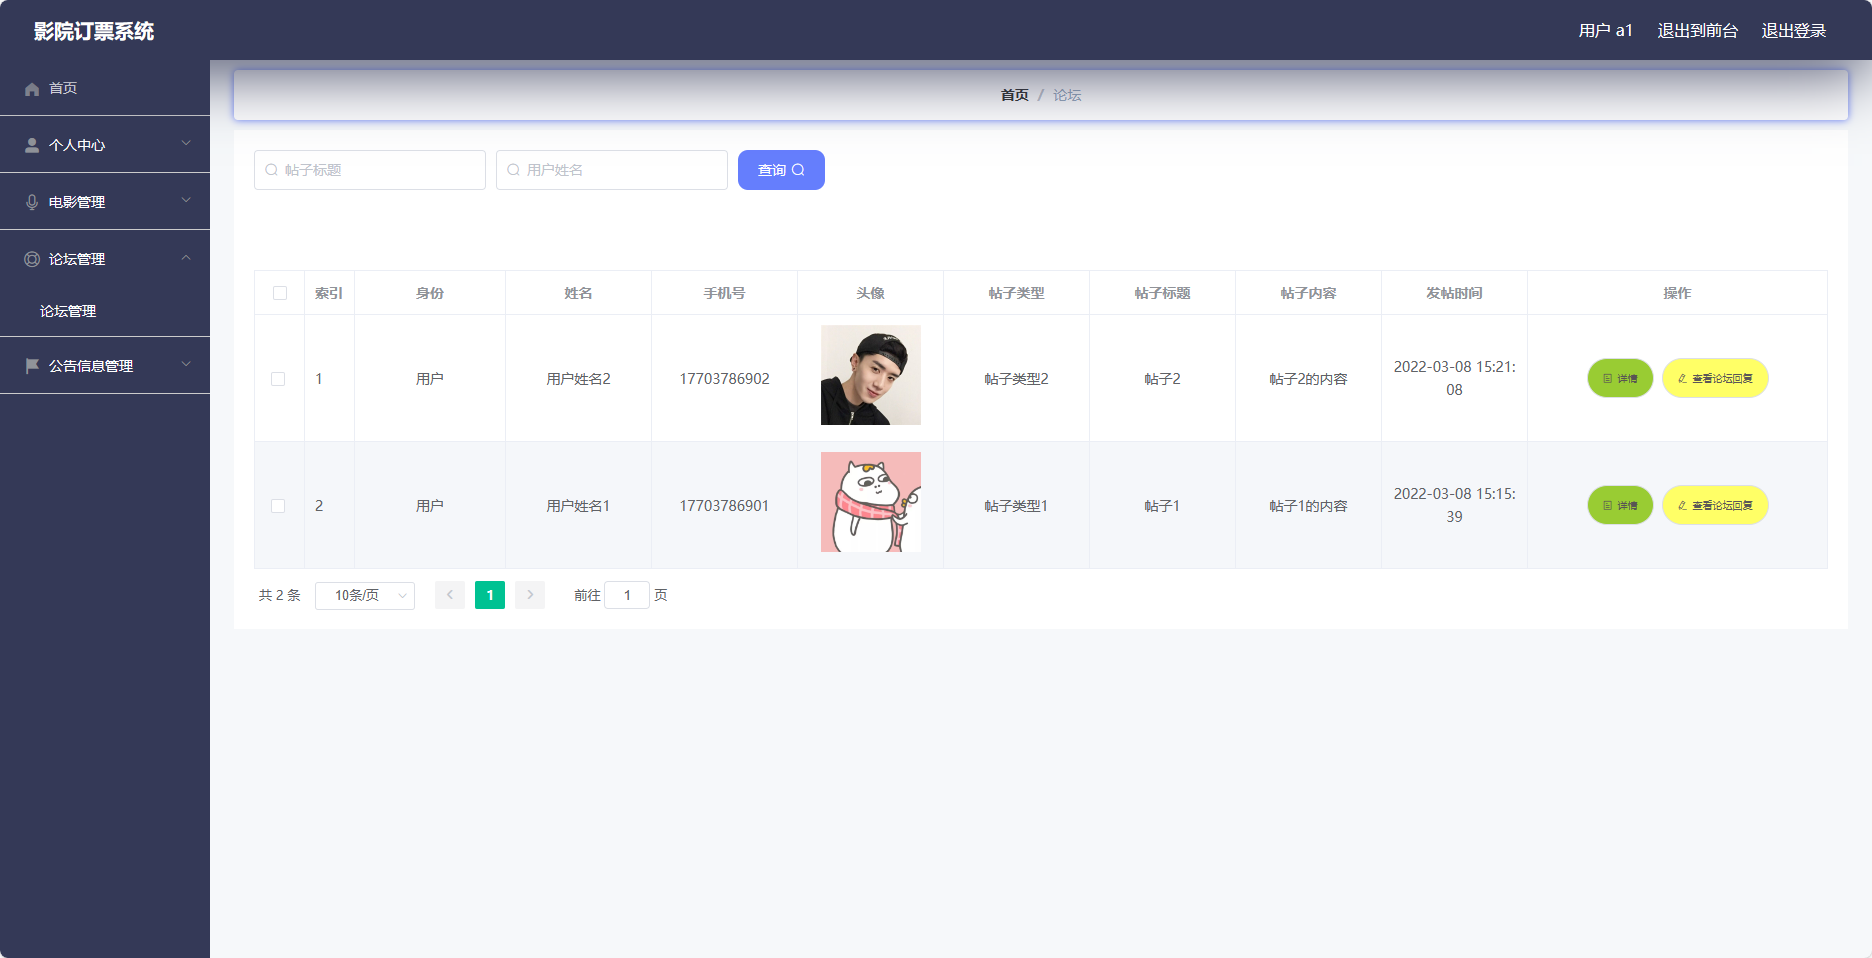 影院订票系统
用户 a1 退出到前台 退出登录
首页
个人中心
电影管理
论坛管理
论坛管理
公告信息管理
首页 / 论坛
帖子标题 用户姓名 查询
索引 身份 姓名 手机号 头像 帖子类型 帖子标题 帖子内容 发帖时间 操作
1 用户 用户姓名2 17703786902 帖子类型2 帖子2 帖子2的内容 2022-03-08 15:21:
08 详情 查看论坛回复
2 用户 用户姓名1 17703786901 帖子类型1 帖子1 帖子1的内容 2022-03-08 15:15:
39 详情 查看论坛回复
共 2 条 10条/页 1 前往 1 页